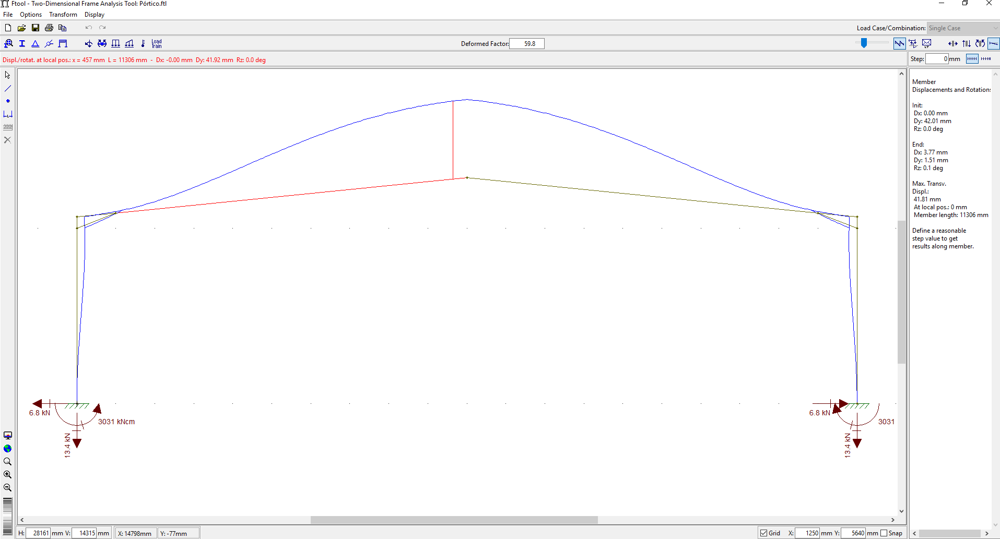 Ftool - Two-Dimensional Frame Analysis Tool: Pórtico.ftl
File Options Transform Display
Load Case/Combination: Single Case
Load Train
Deformed Factor: 59.8
Displ./rotat. at local pos.: x = 457 mm L = 11306 mm - Dx: -0.00 mm Dy: 41.92 mm Rz: 0.0 deg
Step: 0 mm
Member
Displacements and Rotations
Init:
Dx: 0.00 mm
Dy: 42.01 mm
Rz: 0.0 deg
End:
Dx: 3.77 mm
Dy: 1.51 mm
Rz: 0.1 deg
Max. Transv.
Displ.:
41.81 mm
At local pos.: 0 mm
Member length: 11306 mm
Define a reasonable
step value to get
results along member.
6.8 kN
3031 kNcm
13.4 kN
6.8 kN
3031
13.4 kN
H: 28161 mm V: 14315 mm X: 14798mm Y: -77mm
Grid X: 1250 mm Y: 5640 mm Snap